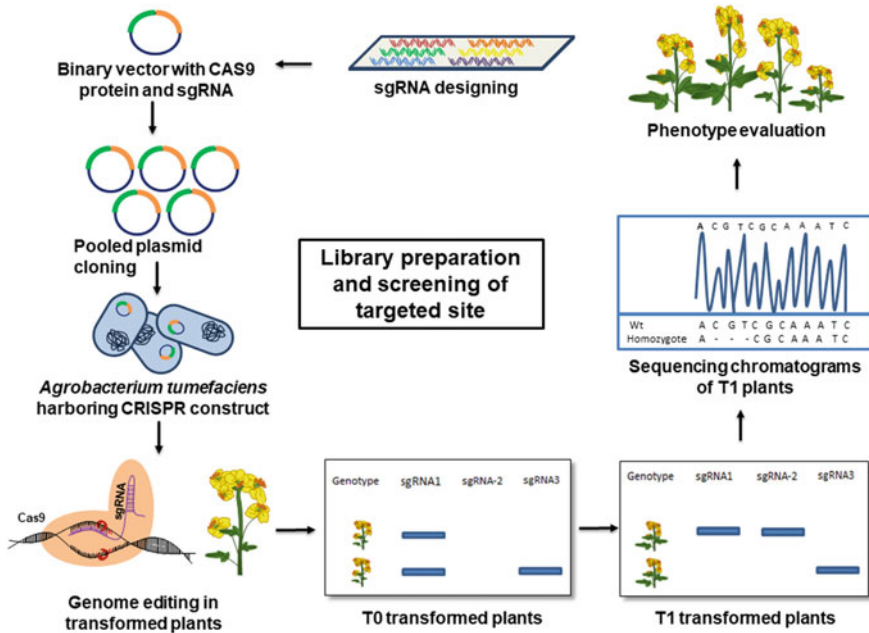 sgRNA designing
Binary vector with CAS9
protein and sgRNA
Pooled plasmid
cloning
Agrobacterium tumefaciens
harboring CRISPR construct
Cas9
sgRNA
Genome editing in
transformed plants
Library preparation
and screening of
targeted site
Genotype sgRNA1 sgRNA-2 sgRNA3
T0 transformed plants
Genotype sgRNA1 sgRNA-2 sgRNA3
T1 transformed plants
A C G T C G C A A A T C
Wt A C G T C G C A A A T C
Homozygote A - - - C G C A A A T C
Sequencing chromatograms
of T1 plants
Phenotype evaluation